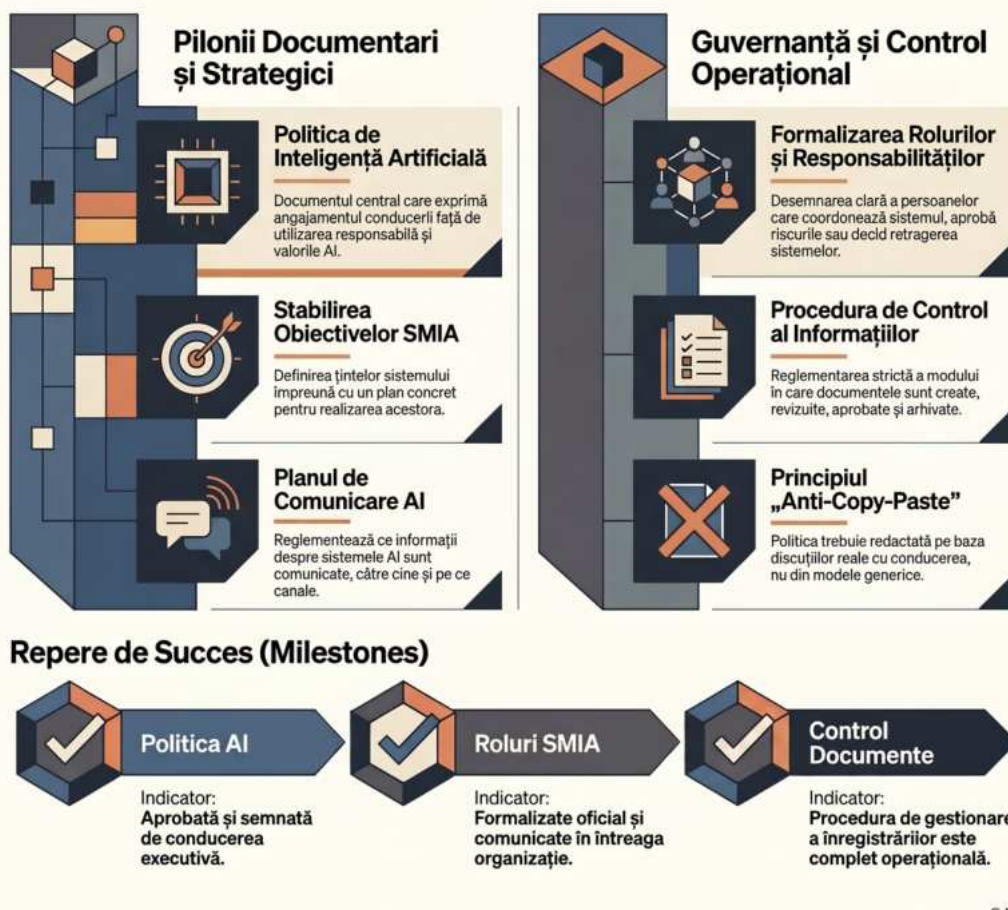 Pilonii Documentari
și Strategici
Politica de
Inteligență Artificială
Documentul central care exprimă
angajamentul conducerli față de
utilizarea responsabilă și
valorile AI.
Stabilirea
Obiectivelor SMIA
Definirea țintelor sistemului
împreună cu un plan concret
pentru realizarea acestora.
Planul de
Comunicare AI
Reglementează ce informații
despre sistemele AI sunt
comunicate, către cine și pe ce
canale.
Guvernanță și Control
Operațional
Formalizarea Rolurilor
și Responsabilităților
Desemnarea clară a persoanelor
care coordonează sistemul, aprobă
riscurile sau decid retragerea
sistemelor.
Procedura de Control
al Informațiilor
Reglementarea strictă a modului
în care documentele sunt create,
revizuite, aprobate și arhivate.
Principiul
„Anti-Copy-Paste”
Politica trebuie redactată pe baza
discuțiilor reale cu conducerea,
nu din modele generice.
Repere de Succes (Milestones)
Politica AI
Indicator:
Aprobată și semnată
de conducerea
executivă.
Roluri SMIA
Indicator:
Formalizate oficial și
comunicate în întreaga
organizație.
Control
Documente
Indicator:
Procedura de gestionare
a înregistrăriior este
complet operațională.